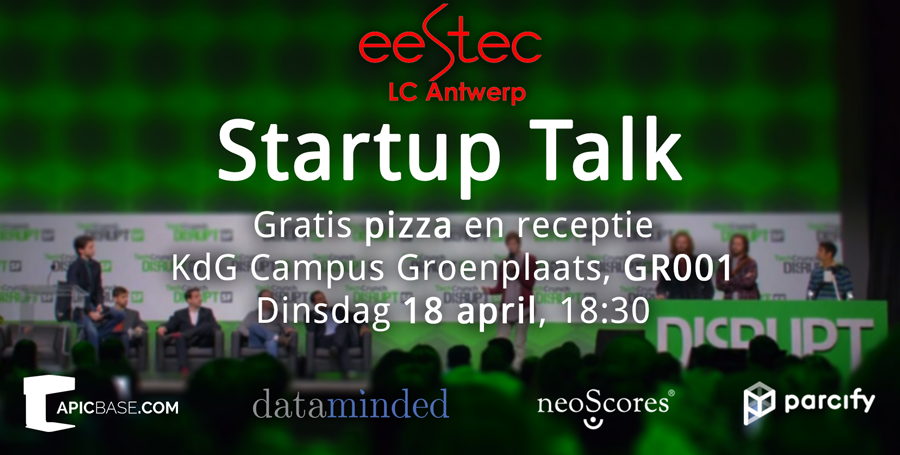 eestec
LC Antwerp
Startup Talk
Gratis pizza en receptie
KdG Campus Groenplaats, GR001
Dinsdag 18 april, 18:30
DISRUPT
APICBASE.COM
dataminded
neoScores®
parcify